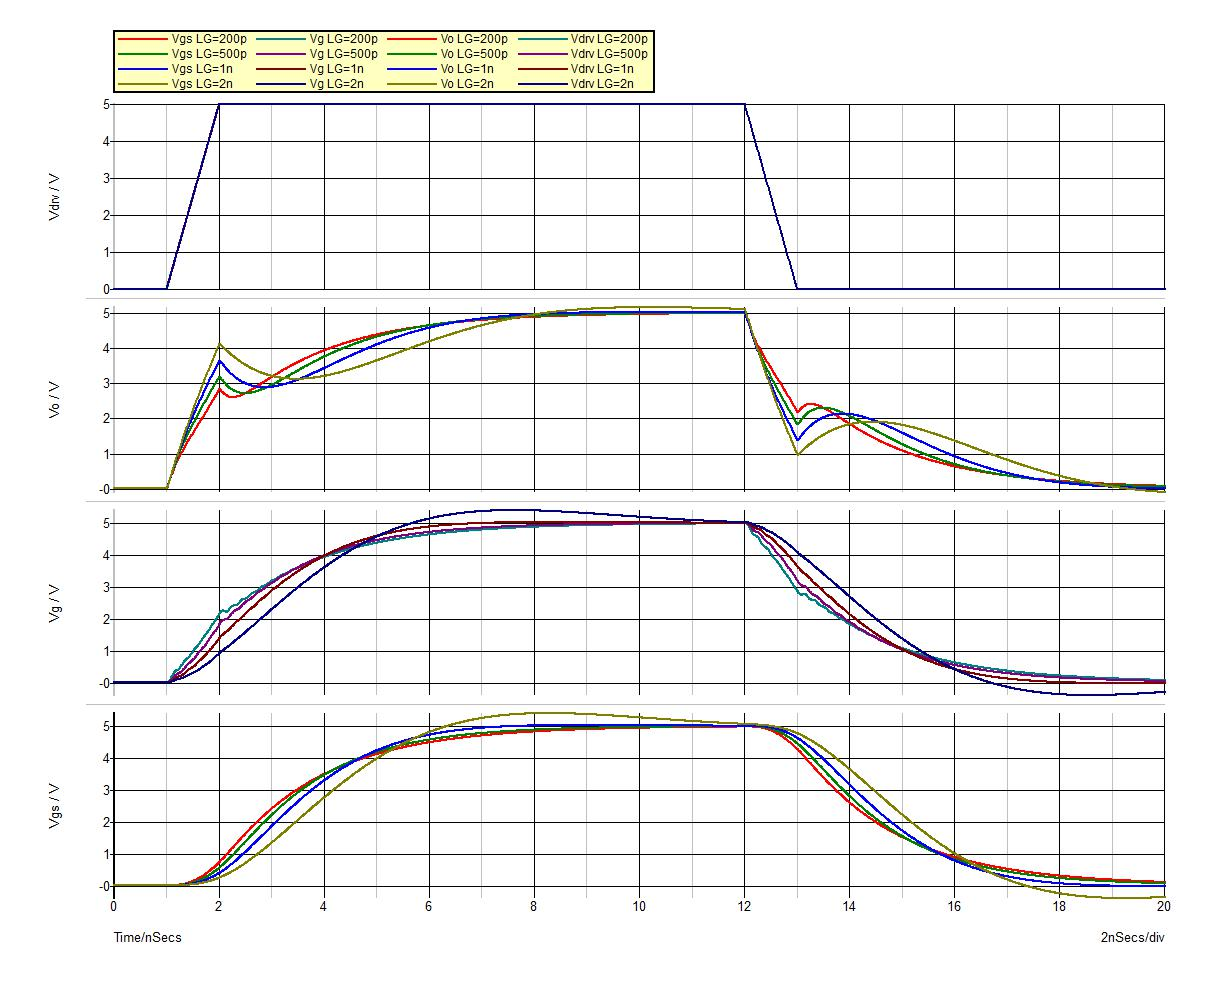 Vgs LG=200p Vg LG=200p Vo LG=200p Vdrv LG=200p
Vgs LG=500p Vg LG=500p Vo LG=500p Vdrv LG=500p
Vgs LG=1n Vg LG=1n Vo LG=1n Vdrv LG=1n
Vgs LG=2n Vg LG=2n Vo LG=2n Vdrv LG=2n
5
4
3
2
1
0
Vdrv / V
5
4
3
2
1
-0
Vo / V
5
4
3
2
1
-0
Vg / V
5
4
3
2
1
-0
Vgs / V
0 2 4 6 8 10 12 14 16 18 20
Time/nSecs 2nSecs/div